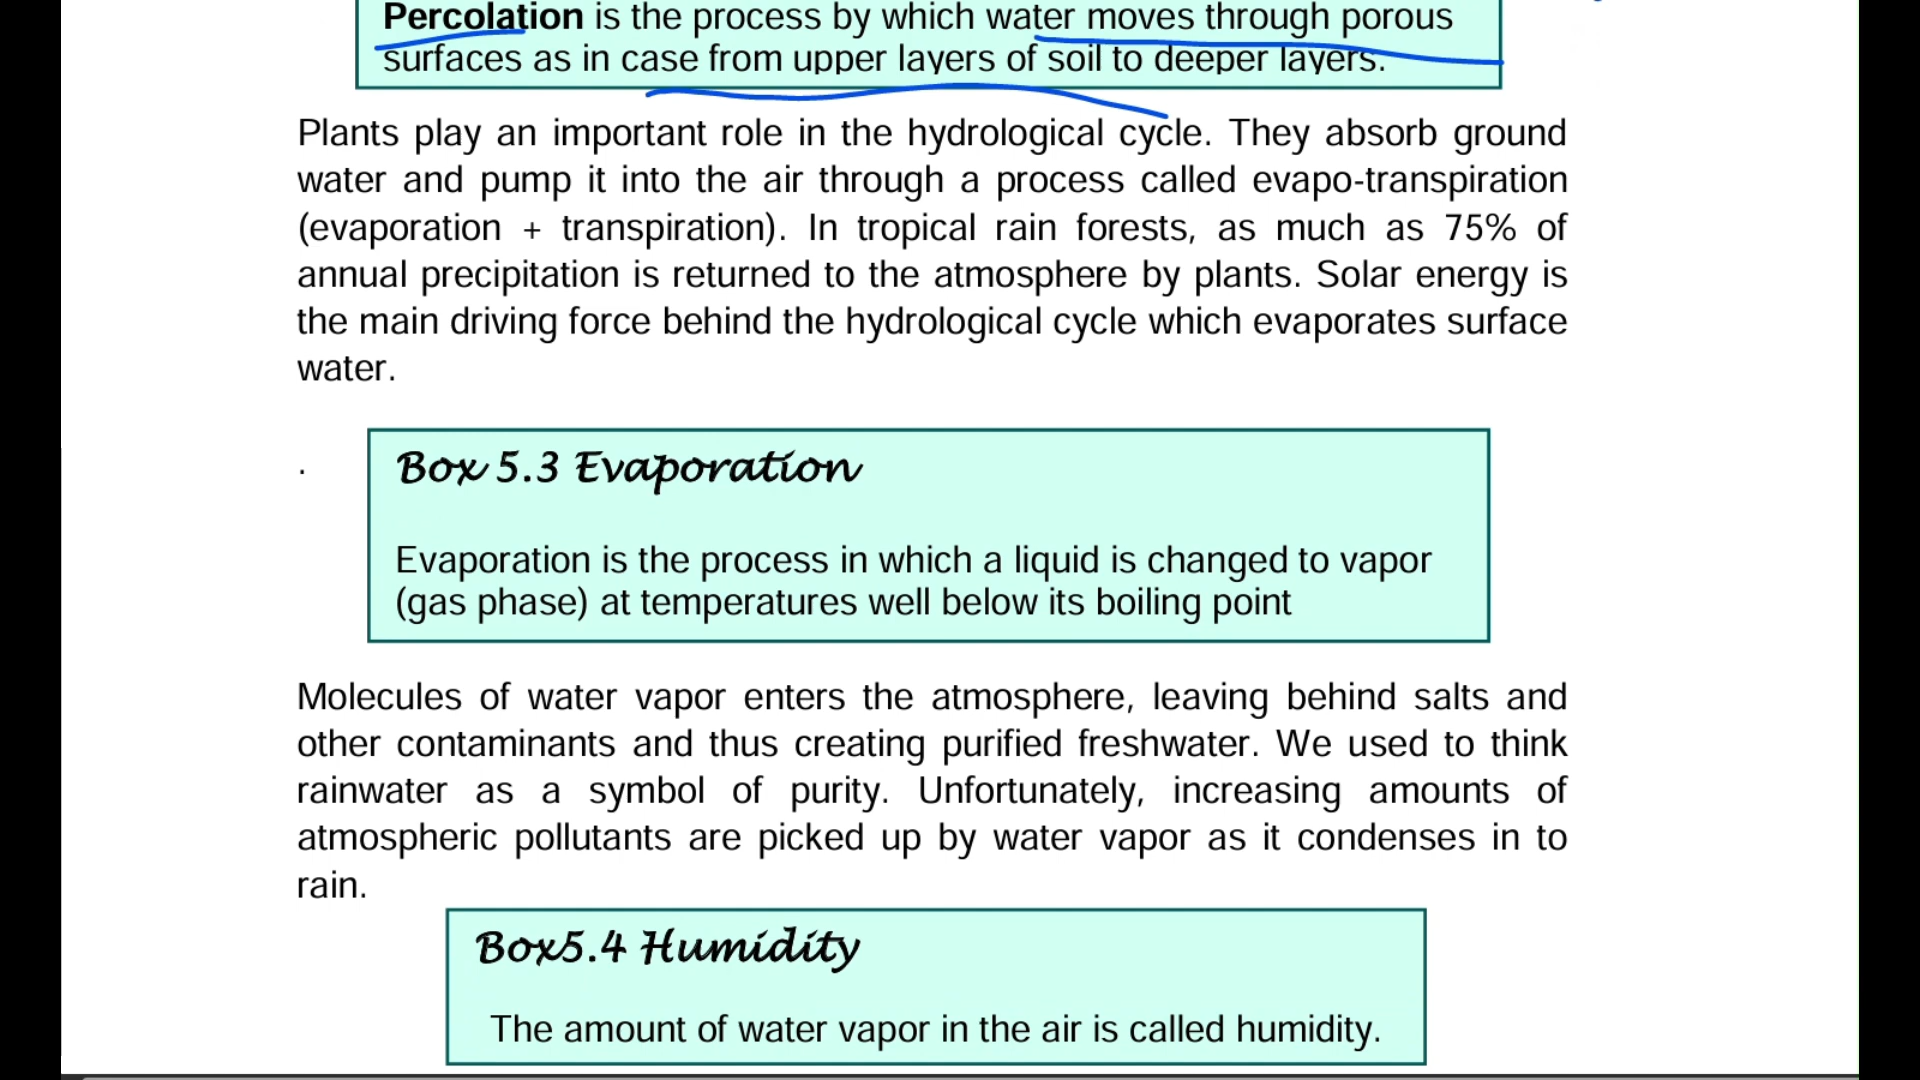 Percolation is the process by which water moves through porous
surfaces as in case from upper layers of soil to deeper layers.
Plants play an important role in the hydrological cycle. They absorb ground
water and pump it into the air through a process called evapo-transpiration
(evaporation + transpiration). In tropical rain forests, as much as 75% of
annual precipitation is returned to the atmosphere by plants. Solar energy is
the main driving force behind the hydrological cycle which evaporates surface
water.
.
Box 5.3 Evaporation
Evaporation is the process in which a liquid is changed to vapor
(gas phase) at temperatures well below its boiling point
Molecules of water vapor enters the atmosphere, leaving behind salts and
other contaminants and thus creating purified freshwater. We used to think
rainwater as a symbol of purity. Unfortunately, increasing amounts of
atmospheric pollutants are picked up by water vapor as it condenses in to
rain.
Box5.4 Humidity
The amount of water vapor in the air is called humidity.